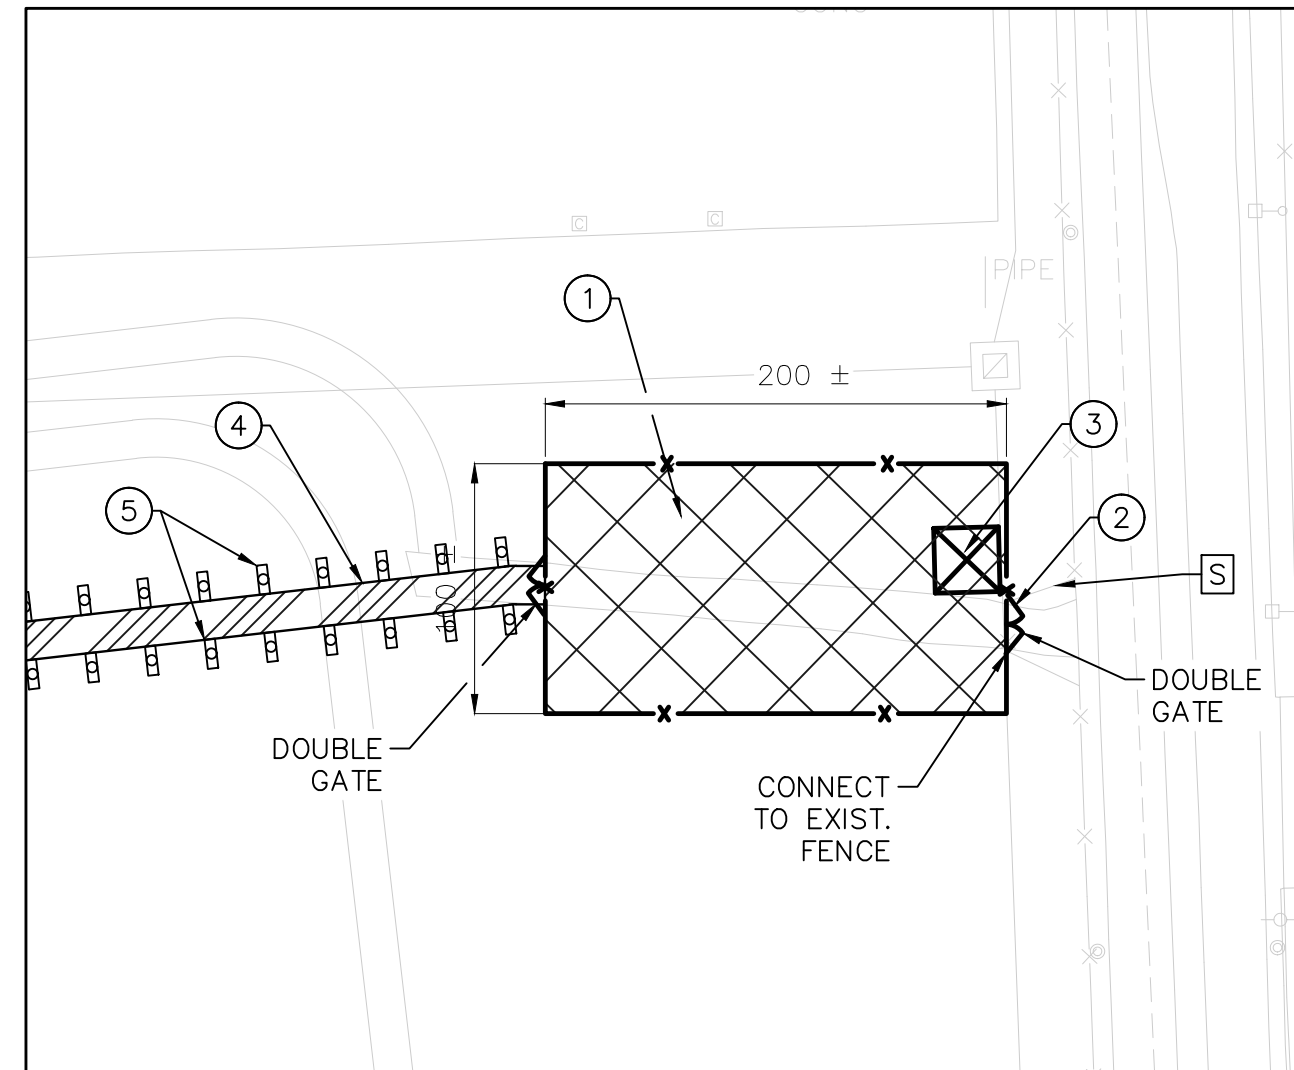 C C
PIPE
1
200 ±
4
3
5
2
S
100 ±
DOUBLE
GATE
DOUBLE
GATE
CONNECT
TO EXIST.
FENCE